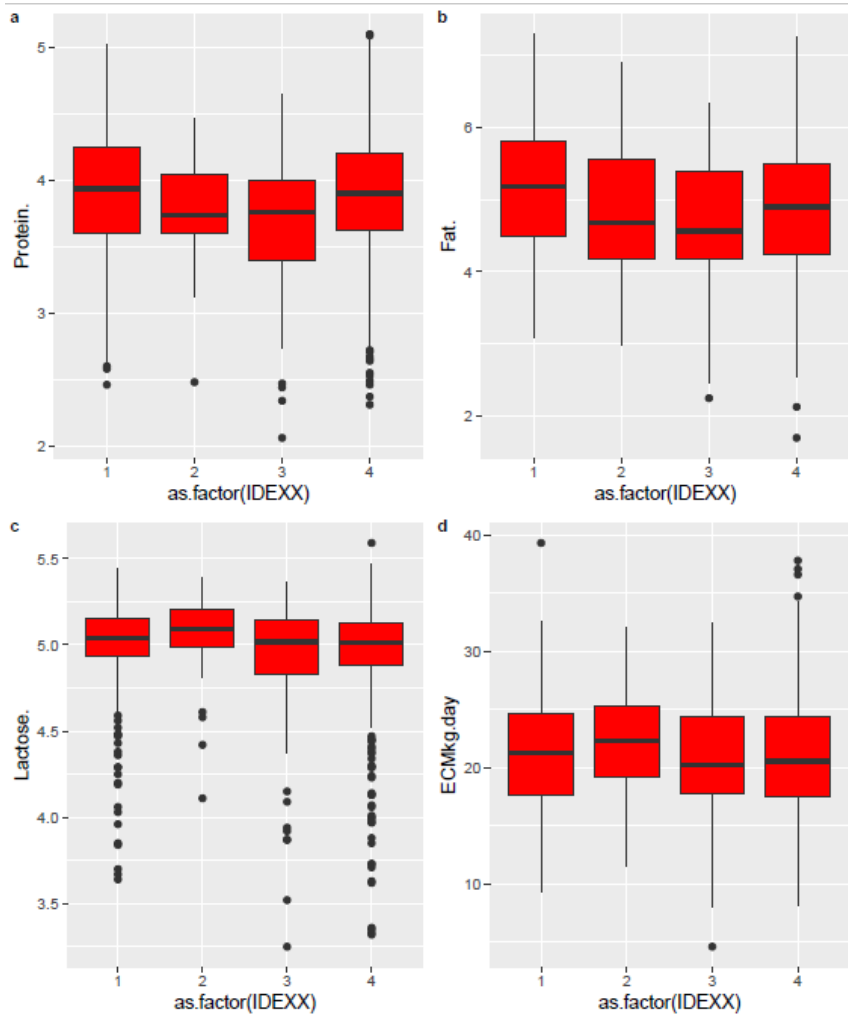 a
5
4
3
2
Protein.
1 2 3 4
as.factor(IDEXX)
b
6
4
2
Fat.
1 2 3 4
as.factor(IDEXX)
c
5.5
5.0
4.5
4.0
3.5
Lactose.
1 2 3 4
as.factor(IDEXX)
d
40
30
20
10
ECMkg.day
1 2 3 4
as.factor(IDEXX)